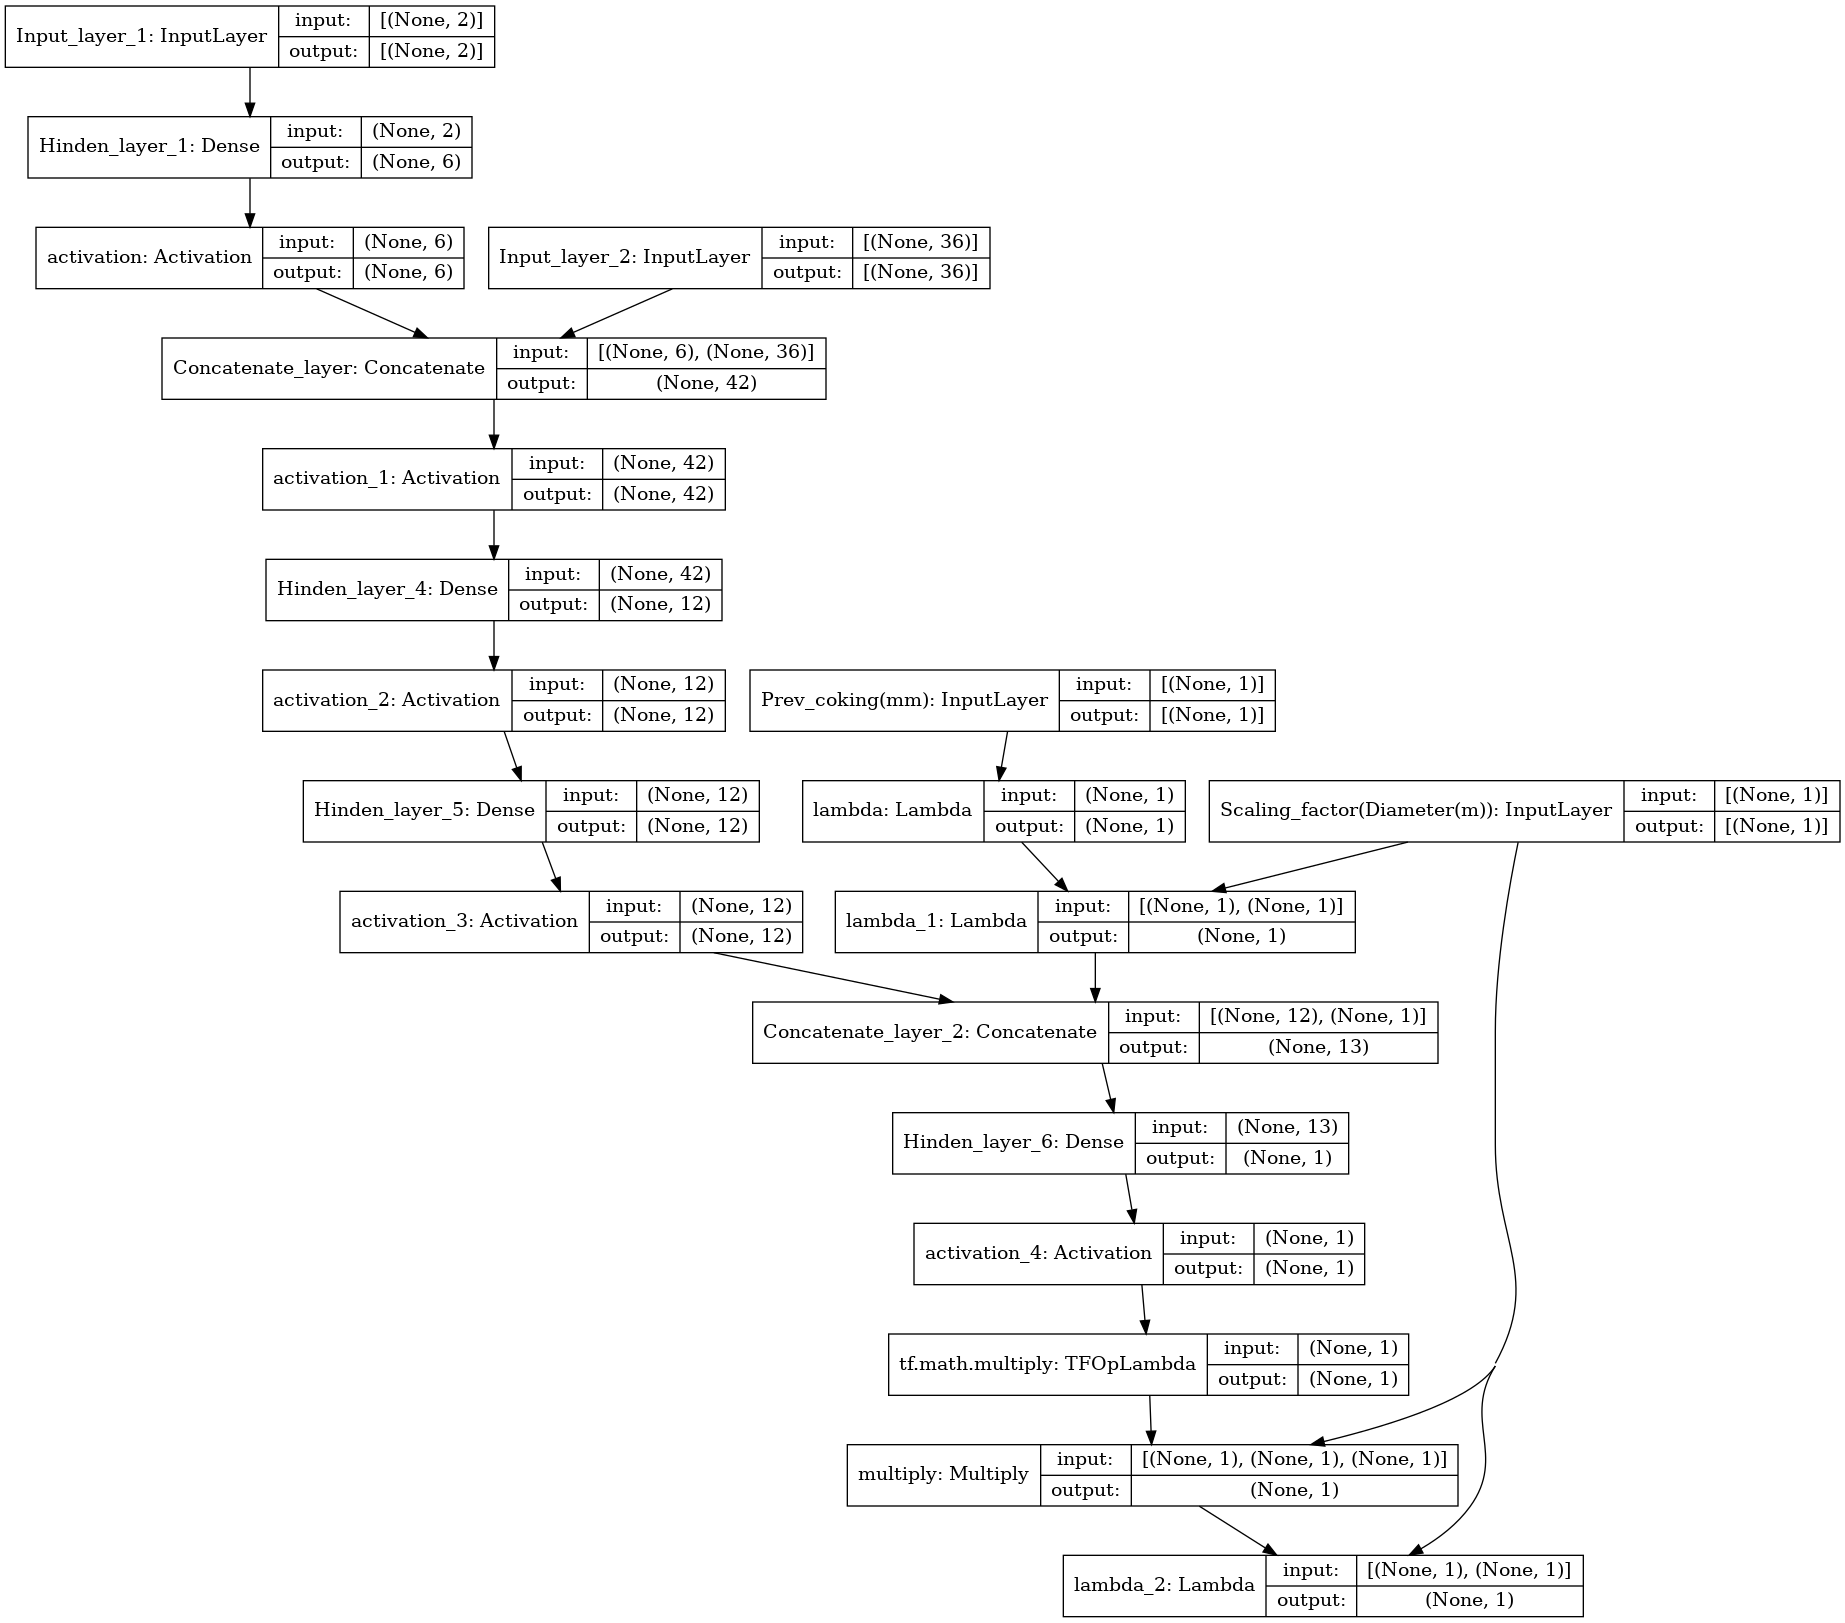 Input_layer_1: InputLayer
input: [(None, 2)]
output: [(None, 2)]
Hinden_layer_1: Dense
input: (None, 2)
output: (None, 6)
activation: Activation
input: (None, 6)
output: (None, 6)
Input_layer_2: InputLayer
input: [(None, 36)]
output: [(None, 36)]
Concatenate_layer: Concatenate
input: [(None, 6), (None, 36)]
output: (None, 42)
activation_1: Activation
input: (None, 42)
output: (None, 42)
Hinden_layer_4: Dense
input: (None, 42)
output: (None, 12)
activation_2: Activation
input: (None, 12)
output: (None, 12)
Prev_coking(mm): InputLayer
input: [(None, 1)]
output: [(None, 1)]
Hinden_layer_5: Dense
input: (None, 12)
output: (None, 12)
lambda: Lambda
input: (None, 1)
output: (None, 1)
Scaling_factor(Diameter(m)): InputLayer
input: [(None, 1)]
output: [(None, 1)]
activation_3: Activation
input: (None, 12)
output: (None, 12)
lambda_1: Lambda
input: [(None, 1), (None, 1)]
output: (None, 1)
Concatenate_layer_2: Concatenate
input: [(None, 12), (None, 1)]
output: (None, 13)
Hinden_layer_6: Dense
input: (None, 13)
output: (None, 1)
activation_4: Activation
input: (None, 1)
output: (None, 1)
tf.math.multiply: TFOpLambda
input: (None, 1)
output: (None, 1)
multiply: Multiply
input: [(None, 1), (None, 1), (None, 1)]
output: (None, 1)
lambda_2: Lambda
input: [(None, 1), (None, 1)]
output: (None, 1)